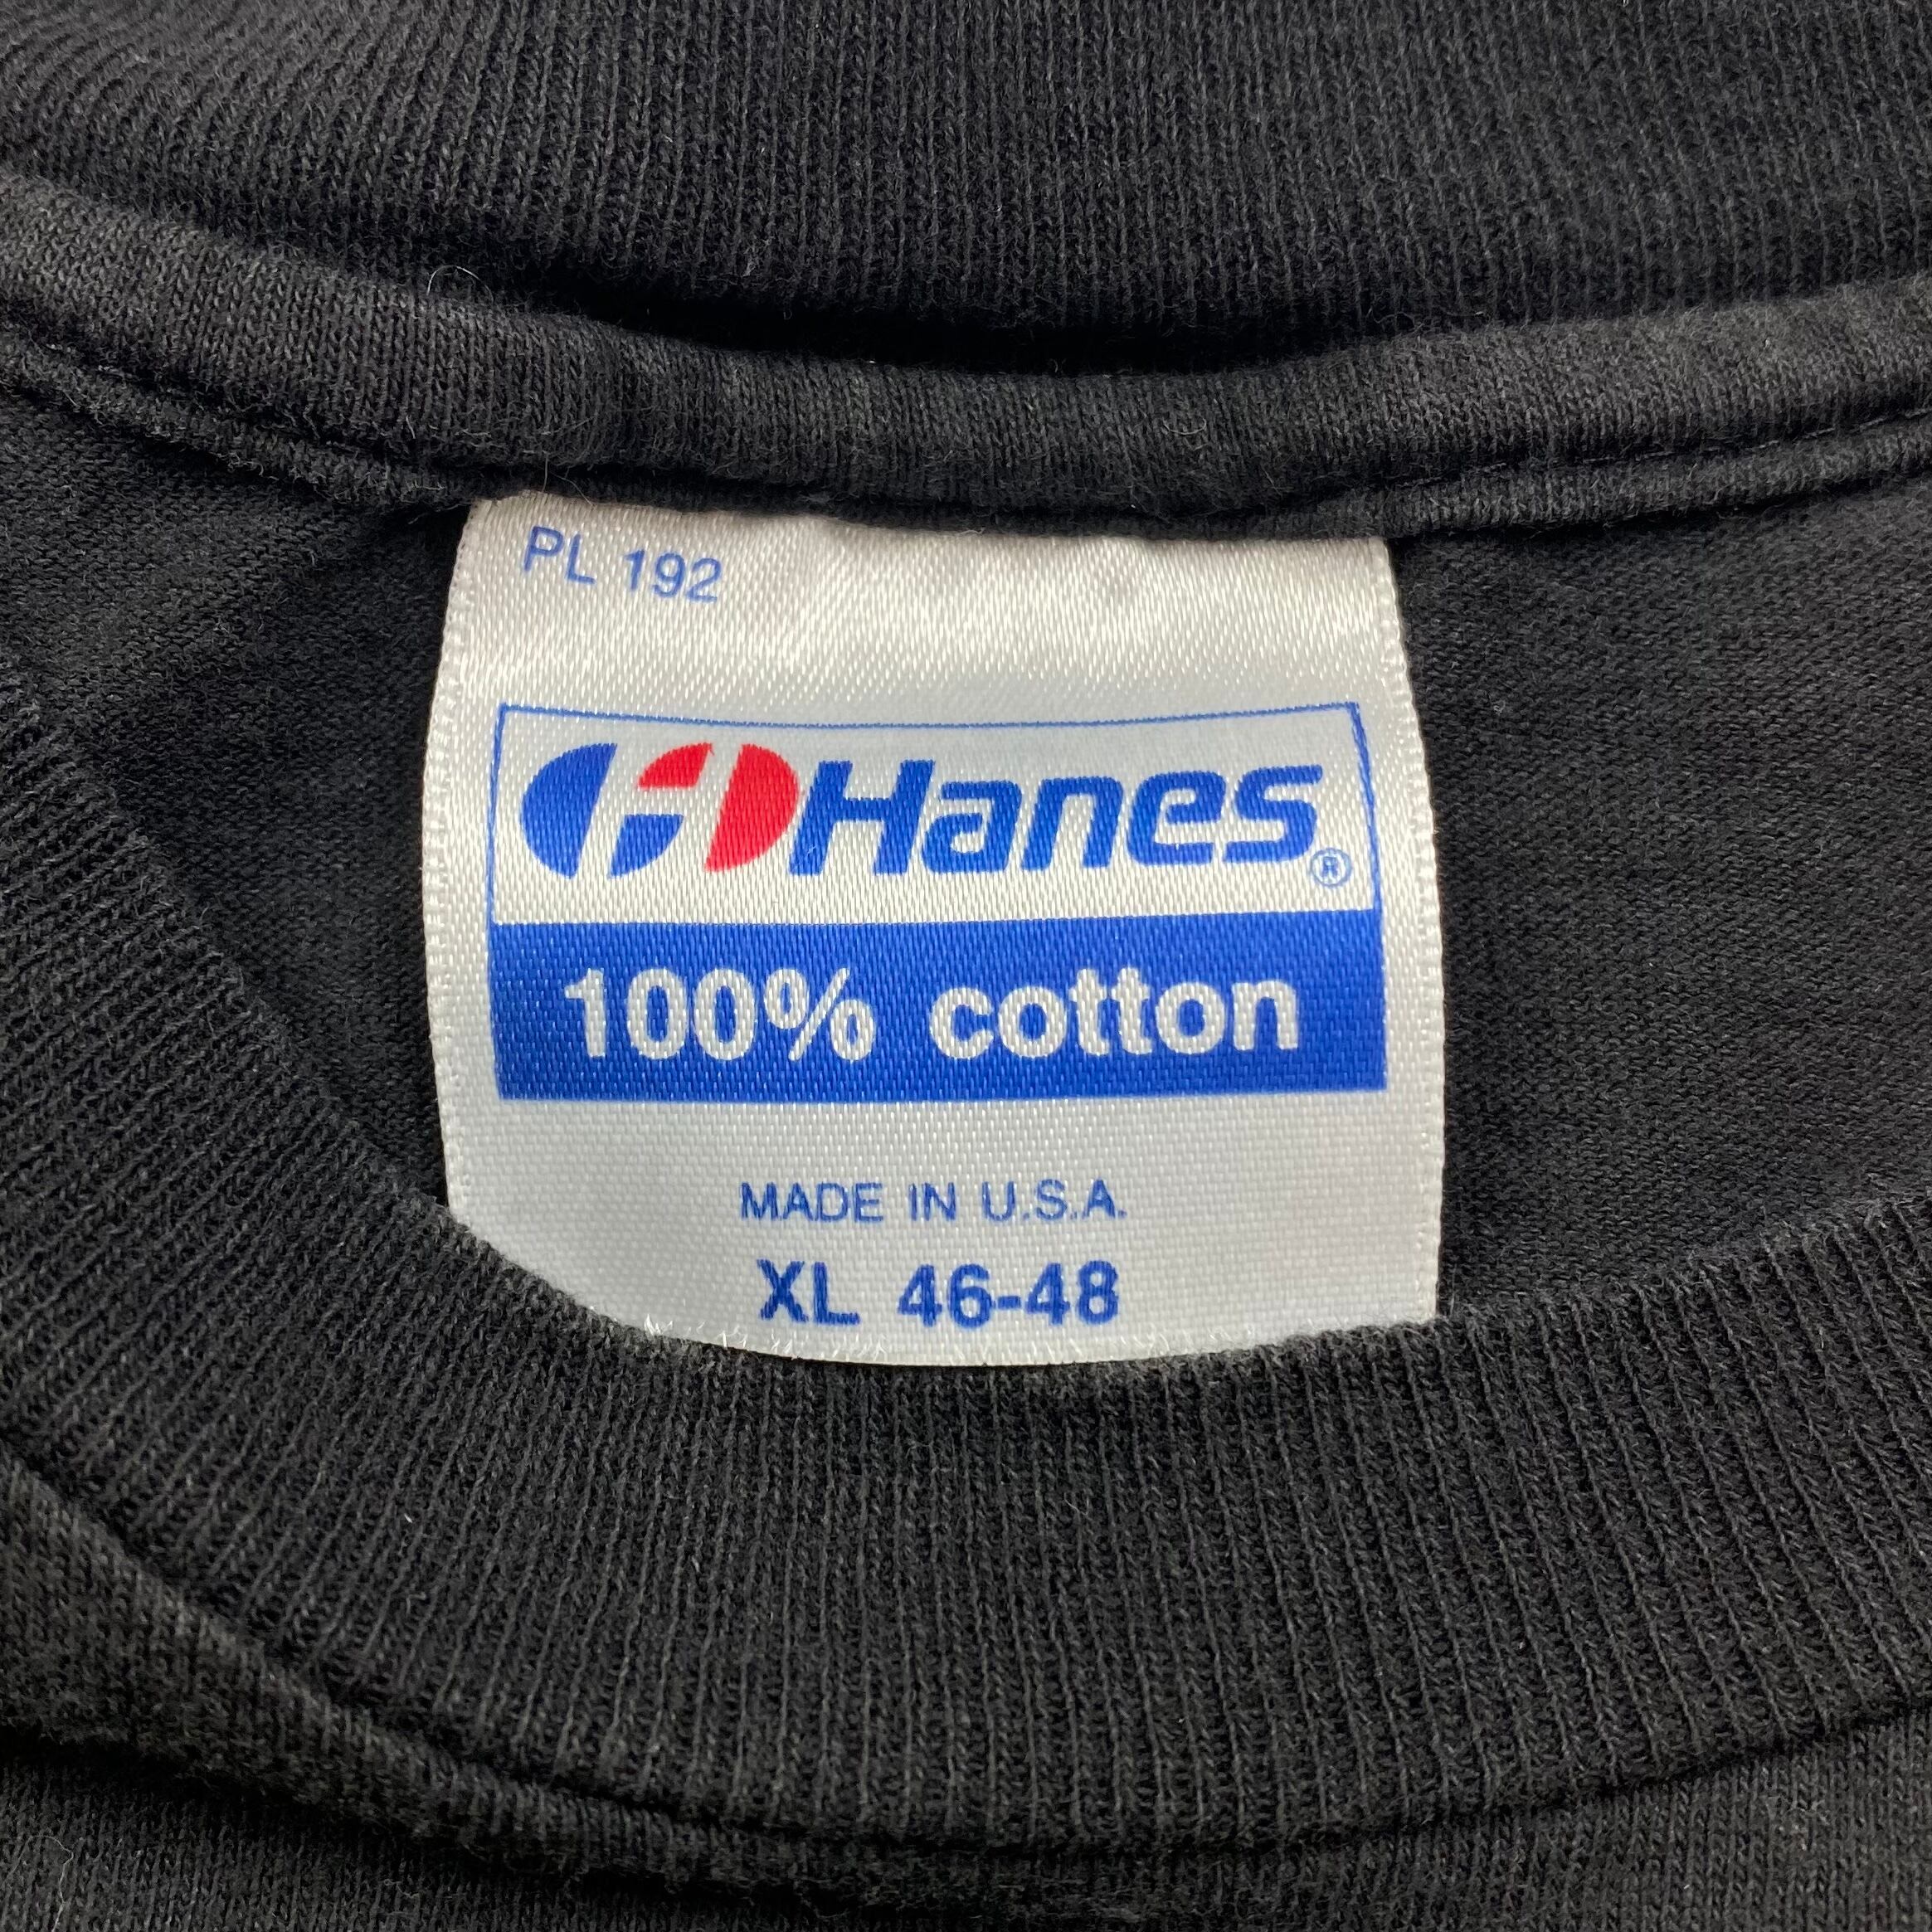 PL 192
Hanes®
100% cotton
MADE IN U.S.A.
XL 46-48